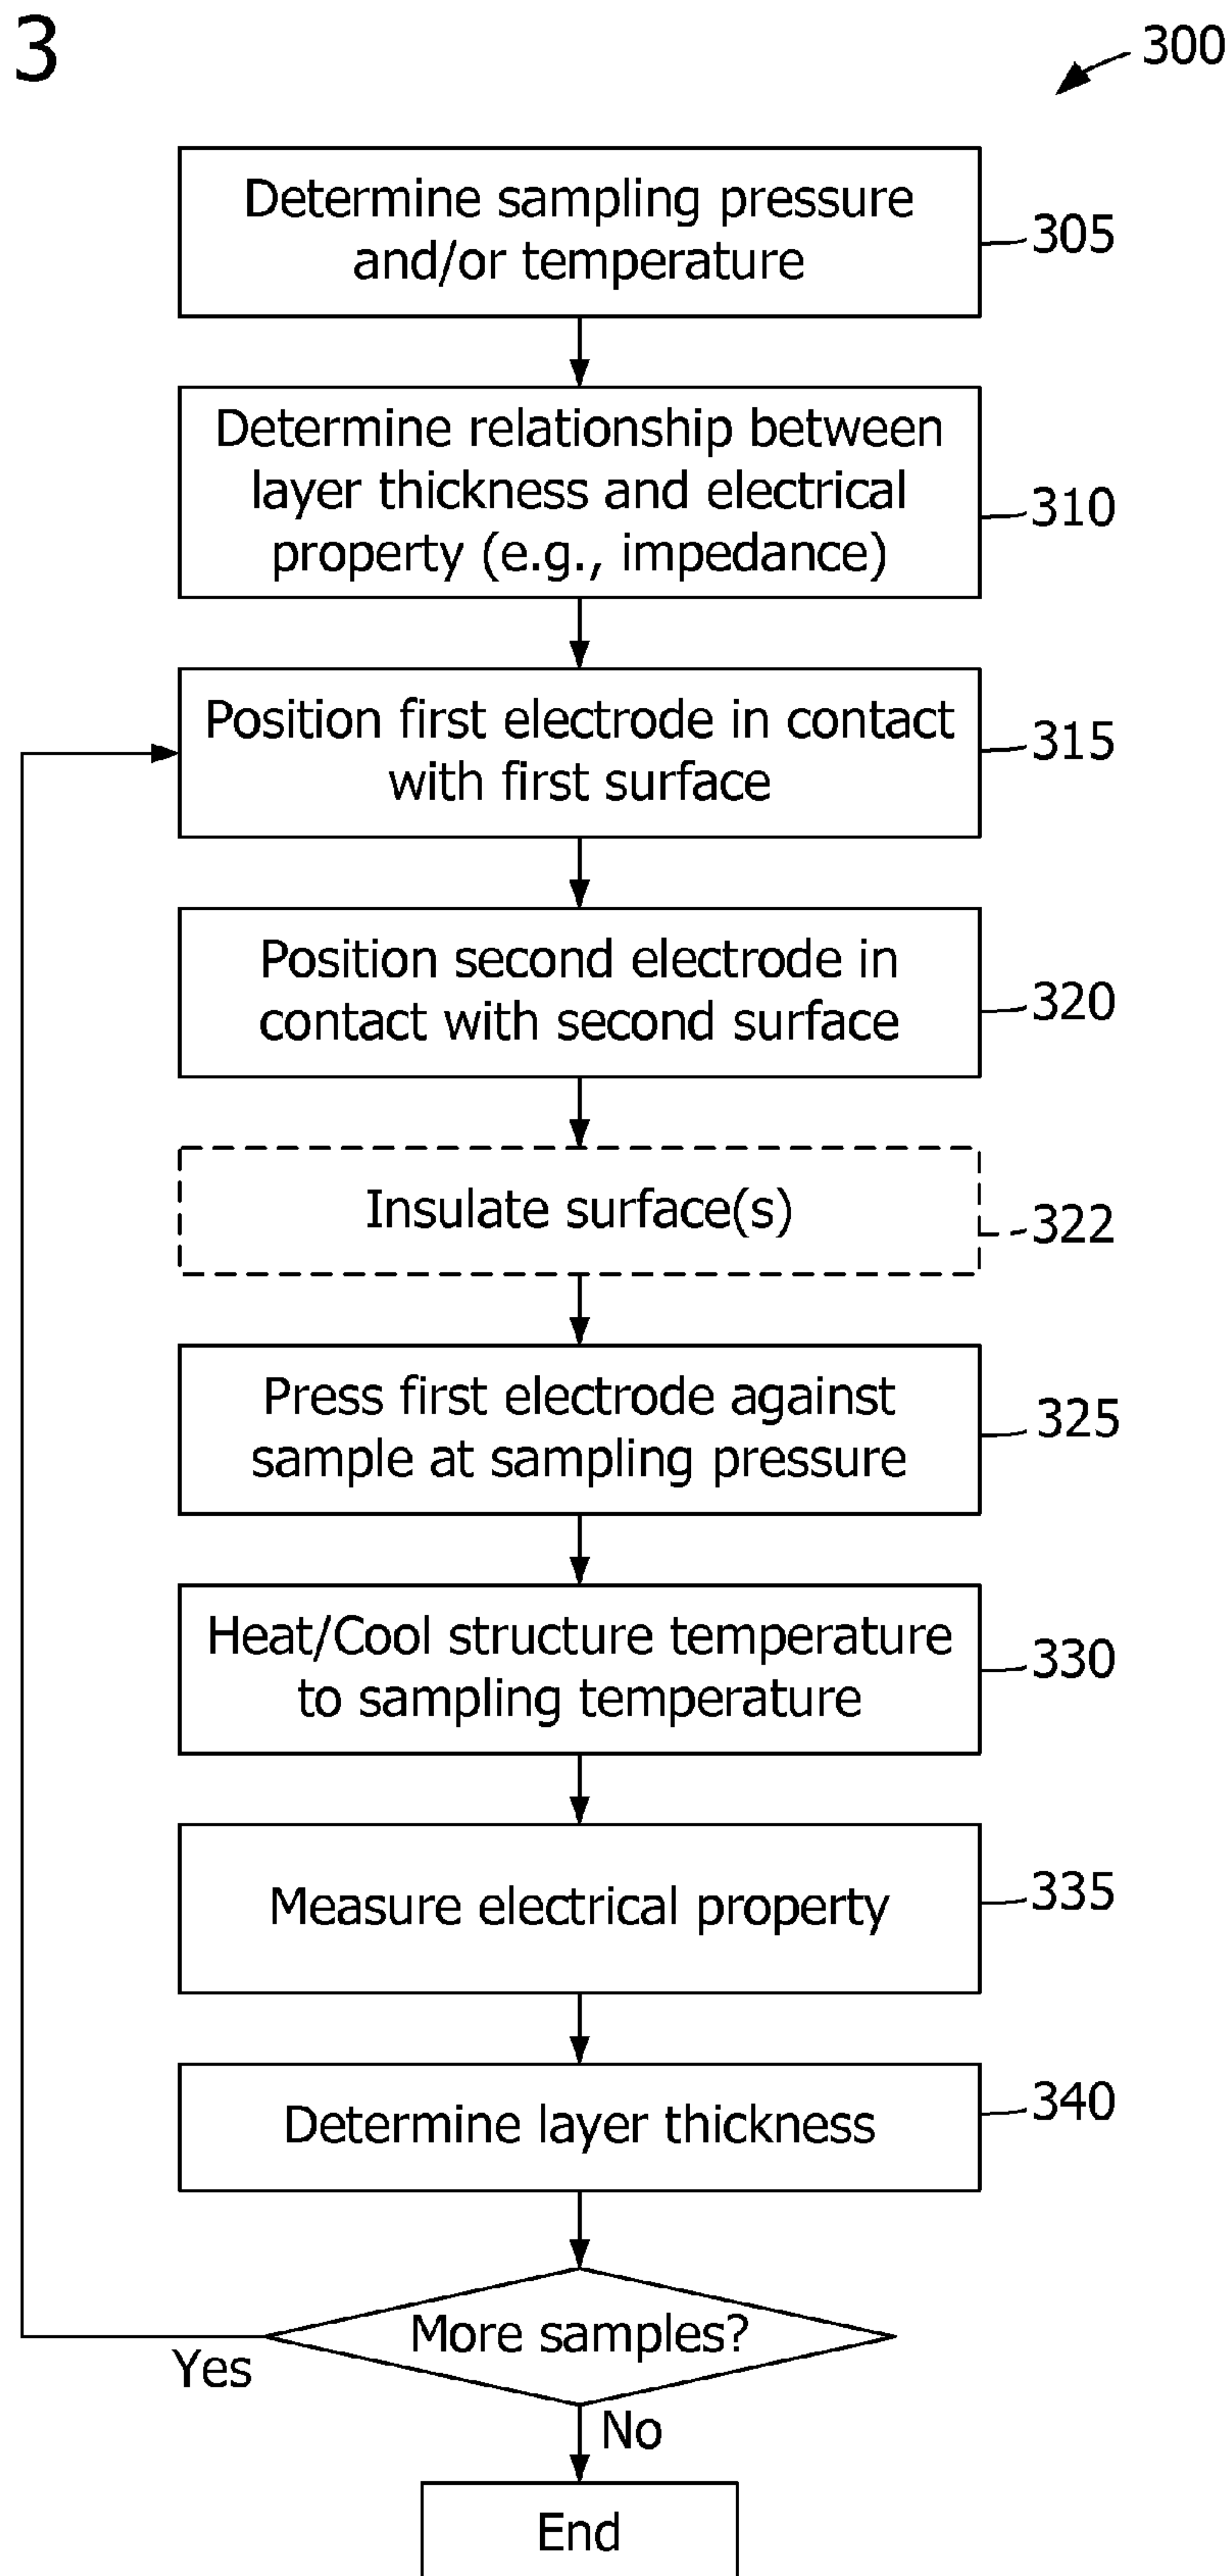 3
300
Determine sampling pressure
and/or temperature
305
Determine relationship between
layer thickness and electrical
property (e.g., impedance)
310
Position first electrode in contact
with first surface
315
Position second electrode in
contact with second surface
320
Insulate surface(s)
322
Press first electrode against
sample at sampling pressure
325
Heat/Cool structure temperature
to sampling temperature
330
Measure electrical property
335
Determine layer thickness
340
More samples?
Yes
No
End